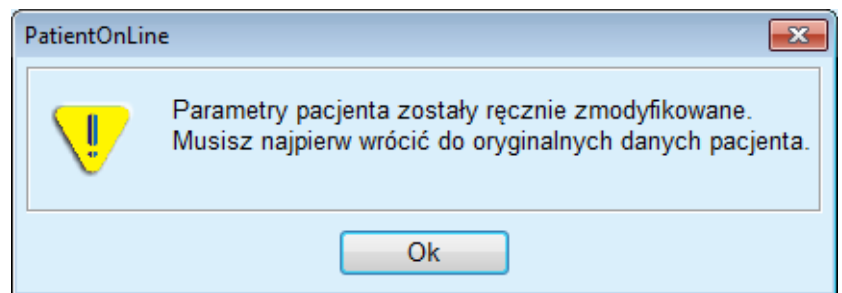 PatientOnLine
Parametry pacjenta zostały ręcznie zmodyfikowane.
Musisz najpierw wrócić do oryginalnych danych pacjenta.
Ok